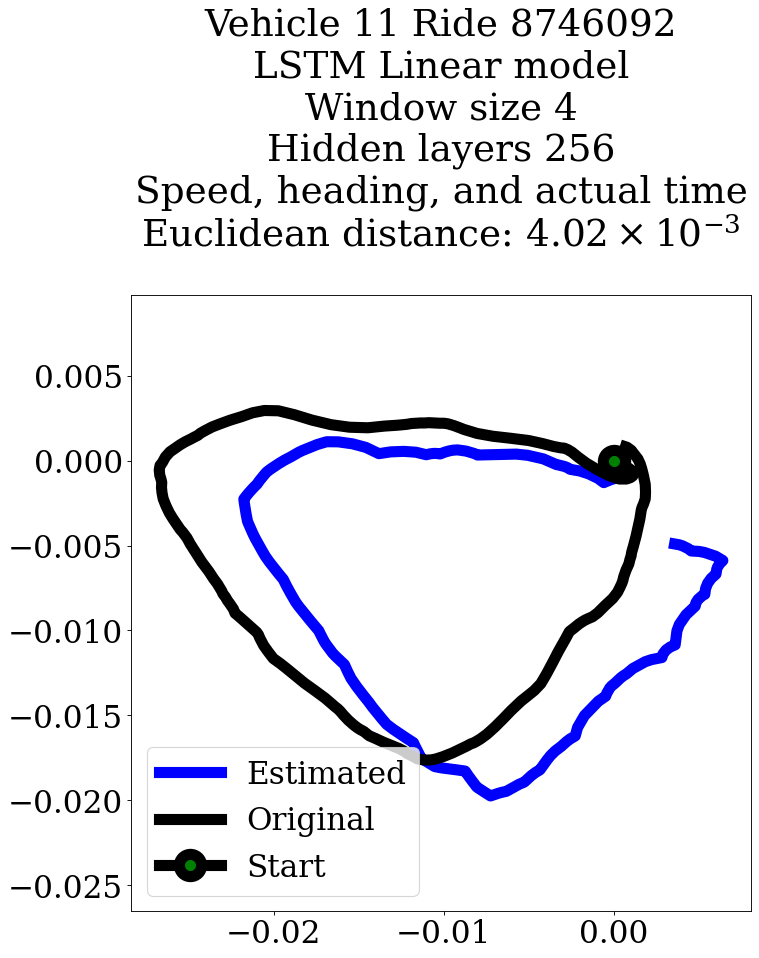 Vehicle 11 Ride 8746092
LSTM Linear model
Window size 4
Hidden layers 256
Speed, heading, and actual time
Euclidean distance: 4.02 × 10⁻³
0.005
0.000
−0.005
−0.010
−0.015
−0.020
−0.025
Estimated
Original
Start
−0.02
−0.01
0.00